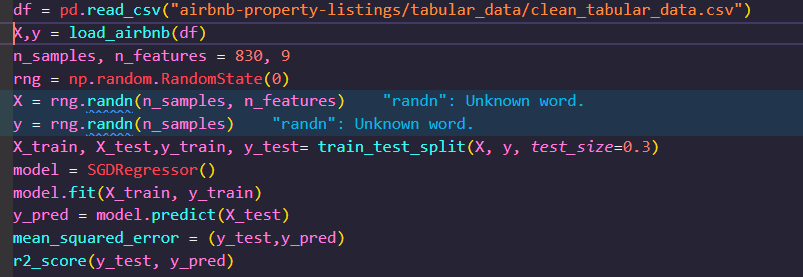 df = pd.read_csv("airbnb-property-listings/tabular_data/clean_tabular_data.csv")
X,y = load_airbnb(df)
n_samples, n_features = 830, 9
rng = np.random.RandomState(0)
X = rng.randn(n_samples, n_features)    "randn": Unknown word.
y = rng.randn(n_samples)    "randn": Unknown word.
X_train, X_test,y_train, y_test= train_test_split(X, y, test_size=0.3)
model = SGDRegressor()
model.fit(X_train, y_train)
y_pred = model.predict(X_test)
mean_squared_error = (y_test,y_pred)
r2_score(y_test, y_pred)